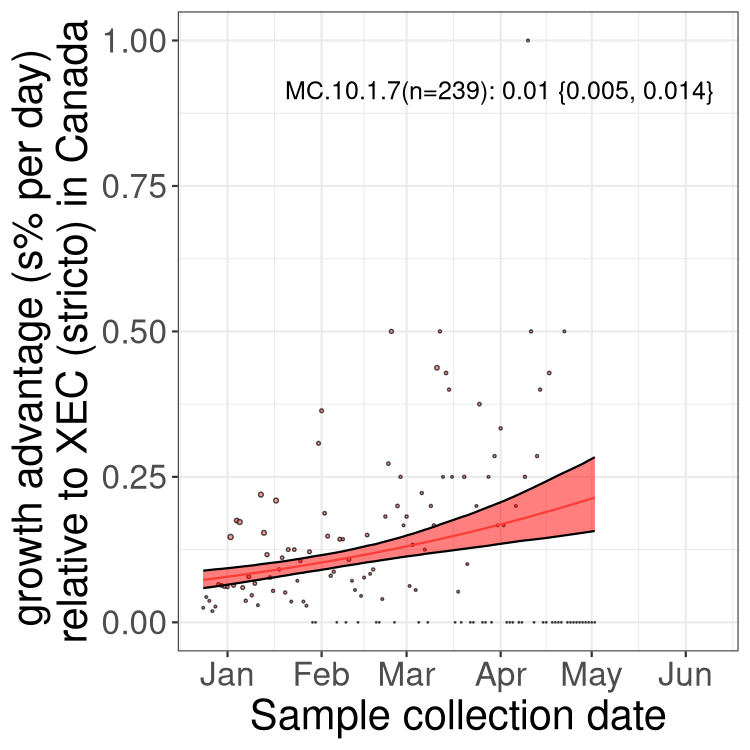 growth advantage (s% per day)
relative to XEC (stricto) in Canada
1.00
0.75
0.50
0.25
0.00
MC.10.1.7(n=239): 0.01 {0.005, 0.014}
Jan Feb Mar Apr May Jun
Sample collection date